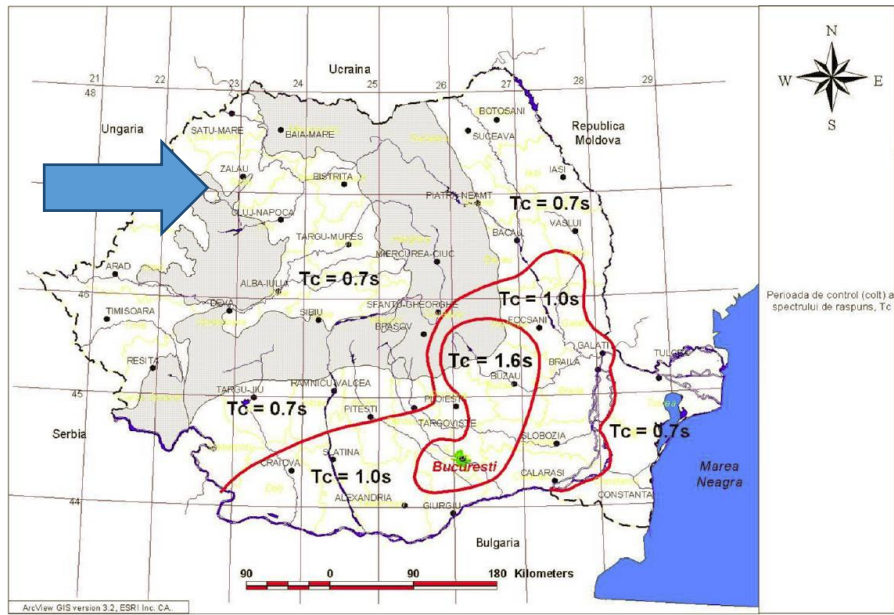 N
W E
S
Ucraina
21 22 23 24 25 26 27 28 29
48
Ungaria
Republica
Moldova
BOTOSANI
SATU-MARE
BAIA-MARE
SUCEAVA
ZALAU
BISTRITA
IASI
PIATRA-NEAMT
Tc = 0.7s
CLUJ-NAPOCA
VASLUI
TARGU-MURES
BACAU
MIERCUREA-CIUC
ARAD
Tc = 0.7s
ALBA-IULIA
46
45
Perioada de control (colt) a
spectrului de raspuns, Tc
Tc = 1.0s
SFANTU-GHEORGHE
DEVA
TIMISOARA
SIBIU
FOCSANI
BRASOV
GALATI
Tc = 1.6s
TULCEA
RESITA
BRAILA
BUZAU
RAMNICU-VALCEA
TARGU-JIU
45
PLOIESTI
Tc = 0.7s
PITESTI
TARGOVISTE
Tc = 0.7s
Serbia
SLOBOZIA
SLATINA
Bucuresti
CRAIOVA
Marea
Neagra
Tc = 1.0s
CALARASI
CONSTANTA
ALEXANDRIA
44
GIURGIU
Bulgaria
90 0 90 180 Kilometers
ArcView GIS version 3.2, ESRI Inc. CA.